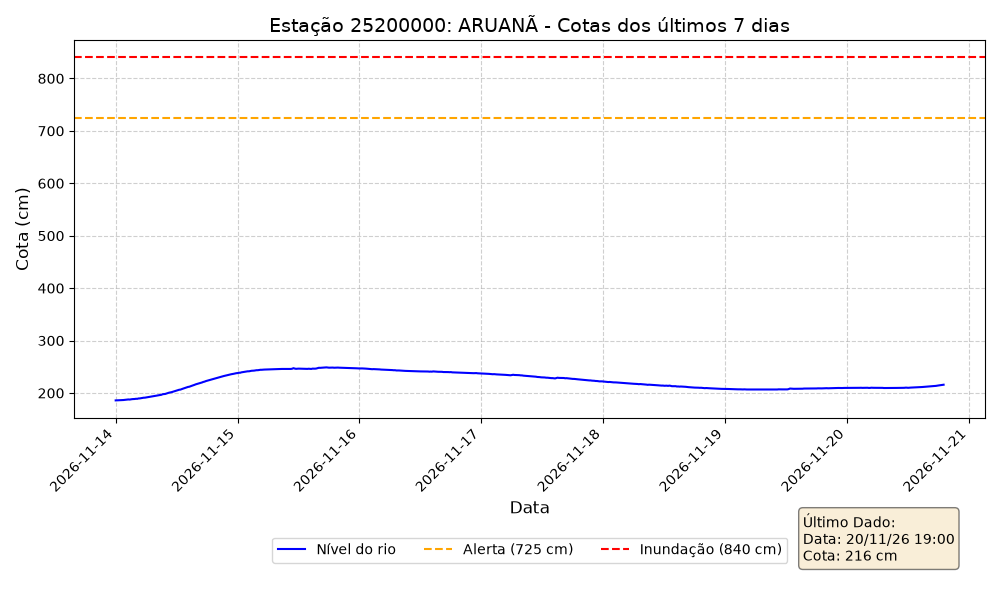 Estação 25200000: ARUANÃ - Cotas dos últimos 7 dias
Cota (cm)
800
700
600
500
400
300
200
2026-11-14
2026-11-15
2026-11-16
2026-11-17
2026-11-18
2026-11-19
2026-11-20
2026-11-21
Data
Nível do rio
Alerta (725 cm)
Inundação (840 cm)
Último Dado:
Data: 20/11/26 19:00
Cota: 216 cm